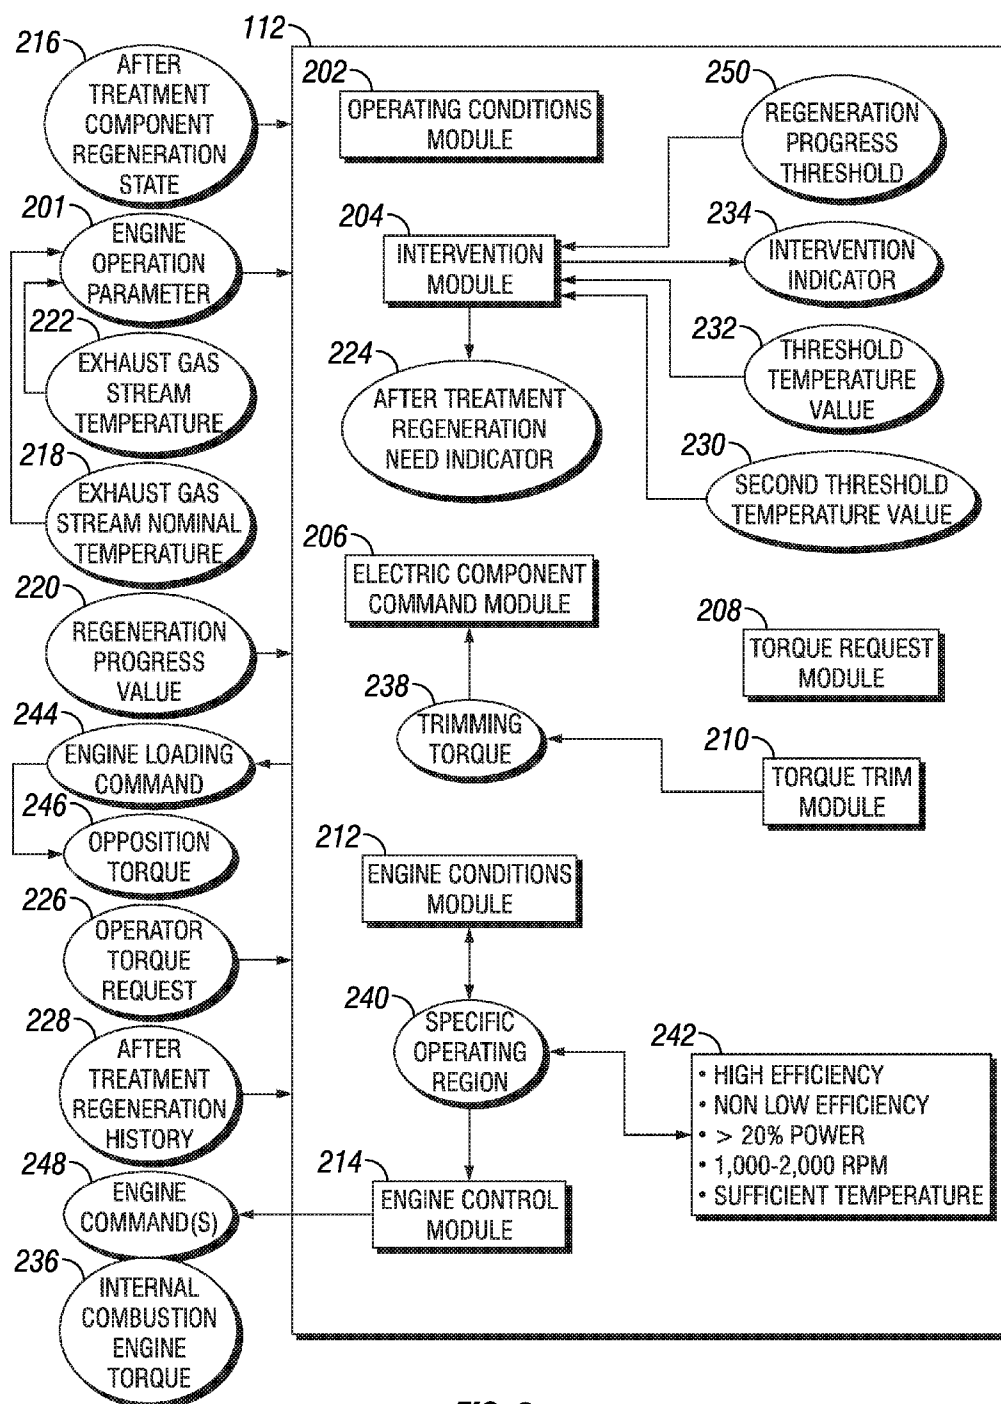 216
AFTER
TREATMENT
COMPONENT
REGENERATION
STATE
201
ENGINE
OPERATION
PARAMETER
222
EXHAUST GAS
STREAM
TEMPERATURE
218
EXHAUST GAS
STREAM NOMINAL
TEMPERATURE
220
REGENERATION
PROGRESS
VALUE
244
ENGINE LOADING
COMMAND
246
OPPOSITION
TORQUE
226
OPERATOR
TORQUE
REQUEST
228
AFTER
TREATMENT
REGENERATION
HISTORY
248
ENGINE
COMMAND(S)
236
INTERNAL
COMBUSTION
ENGINE
TORQUE
112
202
OPERATING CONDITIONS
MODULE
204
INTERVENTION
MODULE
224
AFTER TREATMENT
REGENERATION
NEED INDICATOR
250
REGENERATION
PROGRESS
THRESHOLD
234
INTERVENTION
INDICATOR
232
THRESHOLD
TEMPERATURE
VALUE
230
SECOND THRESHOLD
TEMPERATURE VALUE
206
ELECTRIC COMPONENT
COMMAND MODULE
208
TORQUE REQUEST
MODULE
238
TRIMMING
TORQUE
210
TORQUE TRIM
MODULE
212
ENGINE CONDITIONS
MODULE
240
SPECIFIC
OPERATING
REGION
242
• HIGH EFFICIENCY
• NON LOW EFFICIENCY
• > 20% POWER
• 1,000-2,000 RPM
• SUFFICIENT TEMPERATURE
214
ENGINE CONTROL
MODULE